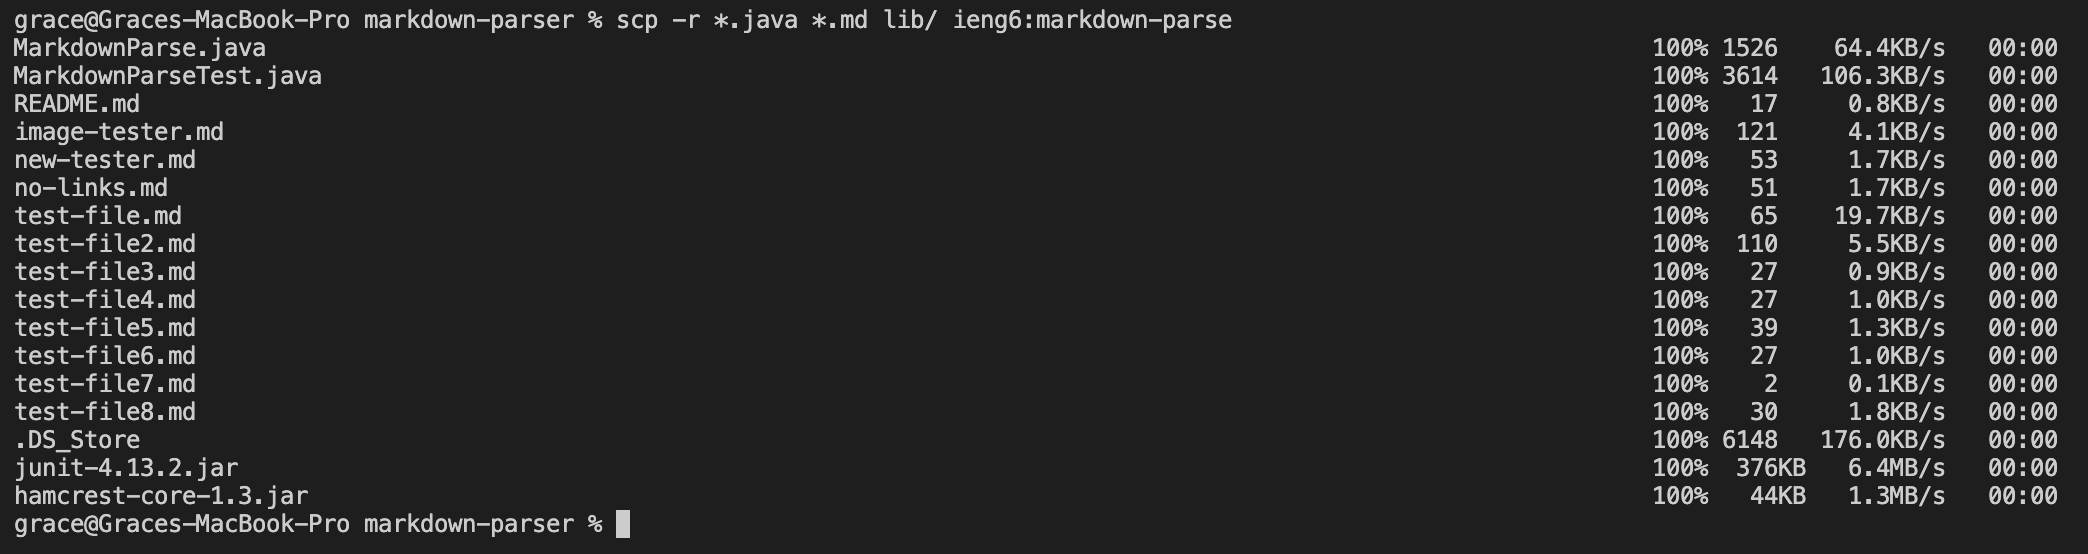 grace@Graces-MacBook-Pro markdown-parser % scp -r *.java *.md lib/ ieng6:markdown-parse
MarkdownParse.java 100% 1526 64.4KB/s 00:00
MarkdownParseTest.java 100% 3614 106.3KB/s 00:00
README.md 100% 17 0.8KB/s 00:00
image-tester.md 100% 121 4.1KB/s 00:00
new-tester.md 100% 53 1.7KB/s 00:00
no-links.md 100% 51 1.7KB/s 00:00
test-file.md 100% 65 19.7KB/s 00:00
test-file2.md 100% 110 5.5KB/s 00:00
test-file3.md 100% 27 0.9KB/s 00:00
test-file4.md 100% 27 1.0KB/s 00:00
test-file5.md 100% 39 1.3KB/s 00:00
test-file6.md 100% 27 1.0KB/s 00:00
test-file7.md 100% 2 0.1KB/s 00:00
test-file8.md 100% 30 1.8KB/s 00:00
.DS_Store 100% 6148 176.0KB/s 00:00
junit-4.13.2.jar 100% 376KB 6.4MB/s 00:00
hamcrest-core-1.3.jar 100% 44KB 1.3MB/s 00:00
grace@Graces-MacBook-Pro markdown-parser %